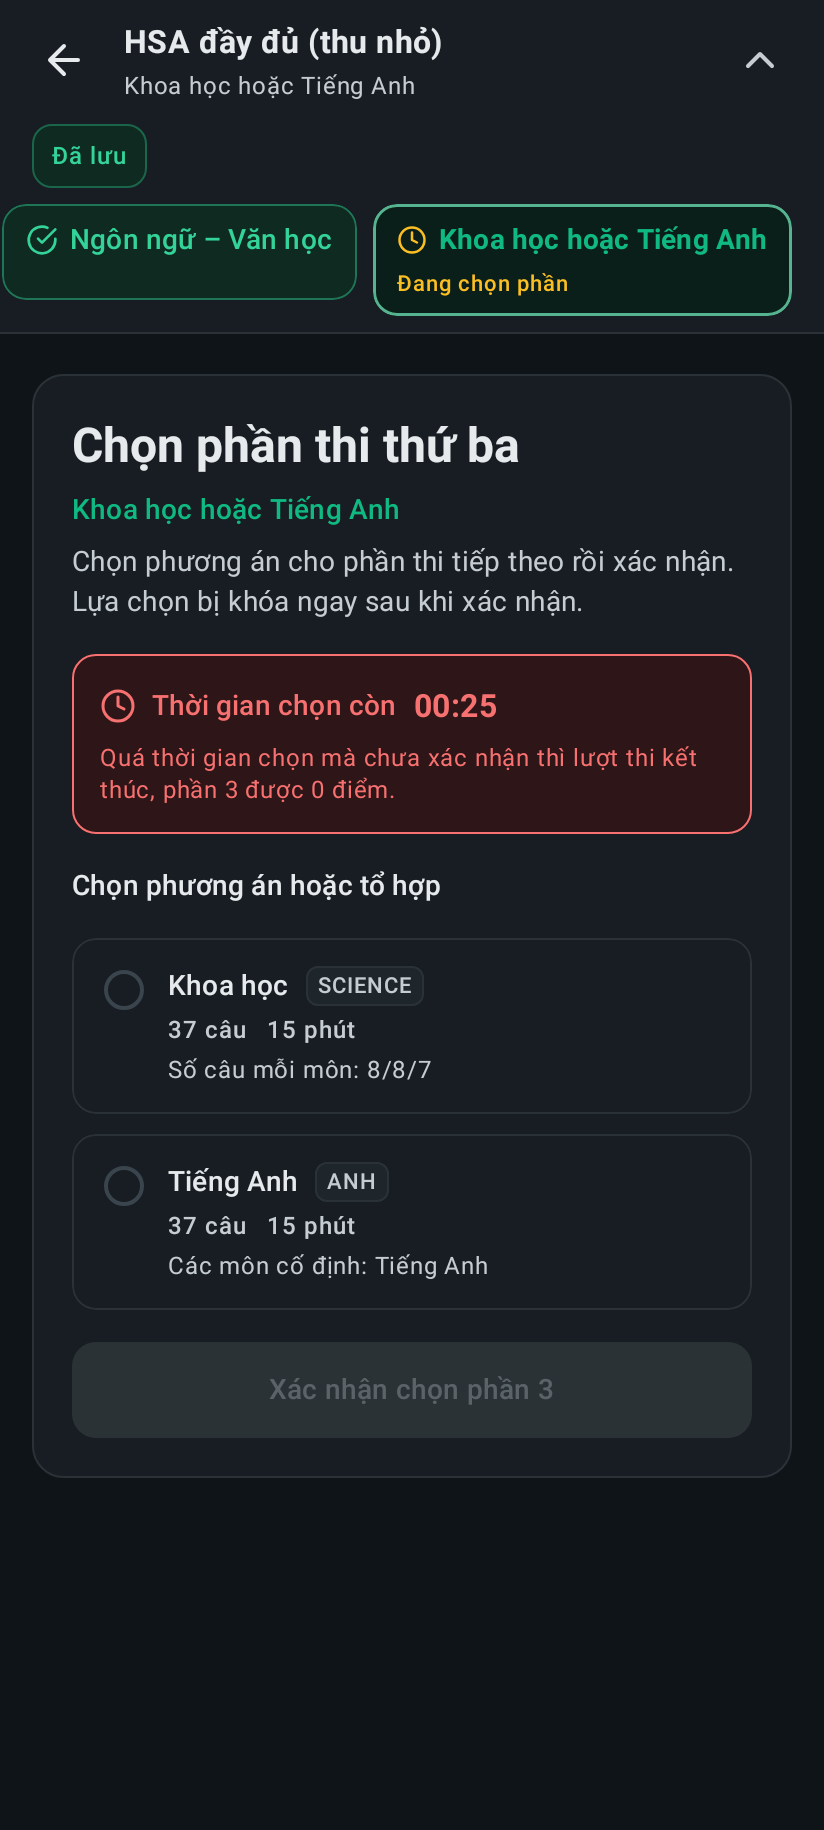 HSA đầy đủ (thu nhỏ)
Khoa học hoặc Tiếng Anh
Đã lưu
Ngôn ngữ – Văn học
Khoa học hoặc Tiếng Anh
Đang chọn phần
Chọn phần thi thứ ba
Khoa học hoặc Tiếng Anh
Chọn phương án cho phần thi tiếp theo rồi xác nhận.
Lựa chọn bị khóa ngay sau khi xác nhận.
Thời gian chọn còn 00:25
Quá thời gian chọn mà chưa xác nhận thì lượt thi kết
thúc, phần 3 được 0 điểm.
Chọn phương án hoặc tổ hợp
Khoa học SCIENCE
37 câu 15 phút
Số câu mỗi môn: 8/8/7
Tiếng Anh ANH
37 câu 15 phút
Các môn cố định: Tiếng Anh
Xác nhận chọn phần 3